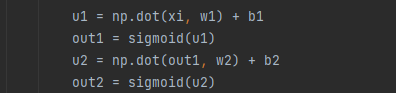 u1 = np.dot(xi, w1) + b1
out1 = sigmoid(u1)
u2 = np.dot(out1, w2) + b2
out2 = sigmoid(u2)